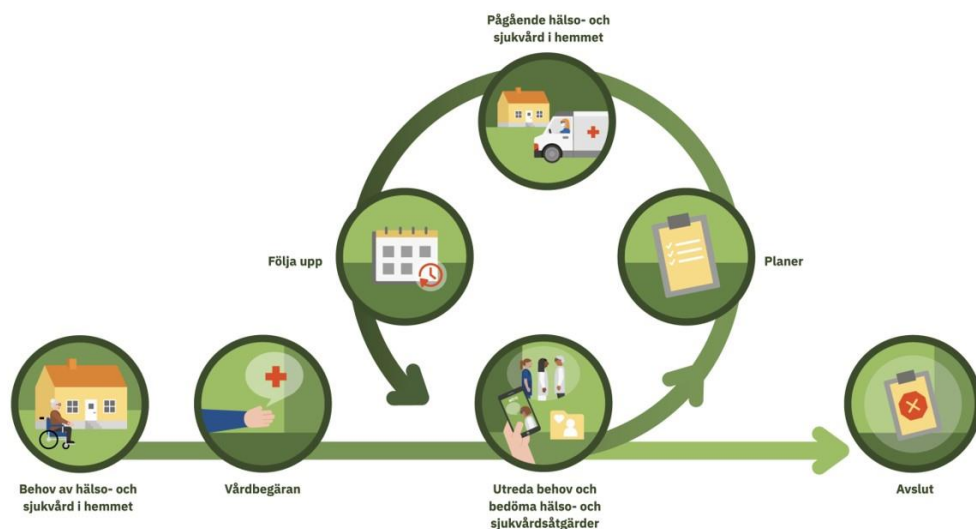 Pågående hälso- och
sjukvård i hemmet
Följa upp
Planer
Behov av hälso- och
sjukvård i hemmet
Vårdbegäran
Utreda behov och
bedöma hälso- och
sjukvårdsåtgärder
Avslut